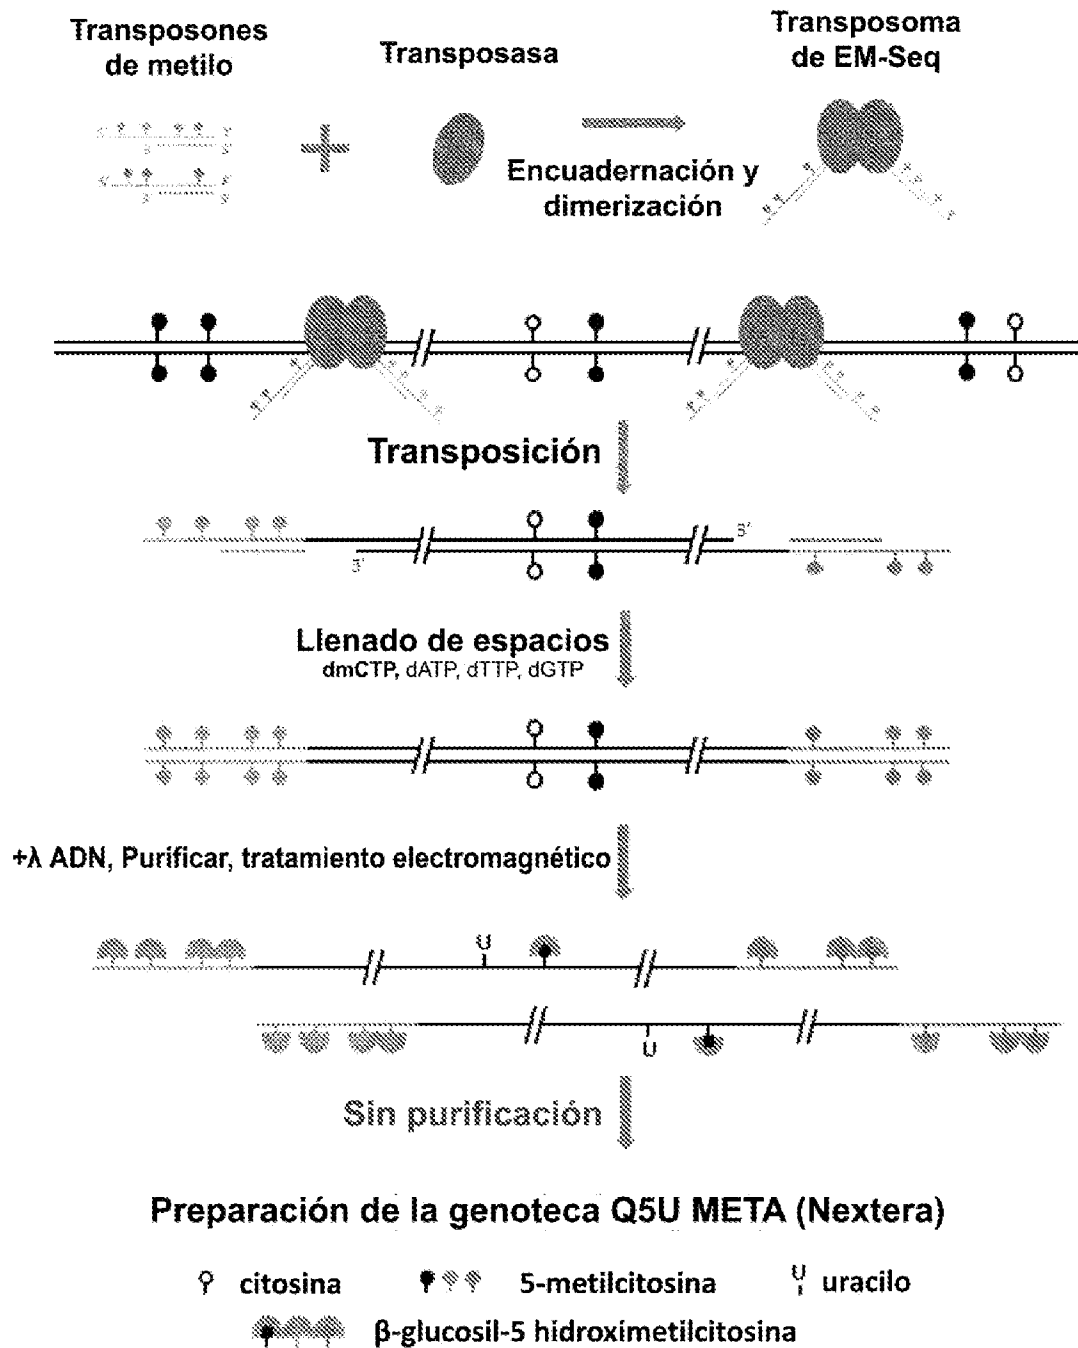 Transposones
de metilo
Transposasa
Transposoma
de EM-Seq
Encuadernación y
dimerización
Transposición
3'
3'
Llenado de espacios
dmCTP, dATP, dTTP, dGTP
+λ ADN, Purificar, tratamiento electromagnético
U
U
Sin purificación
Preparación de la genoteca Q5U META (Nextera)
citosina
5-metilcitosina
U uracilo
β-glucosil-5 hidroximetilcitosina